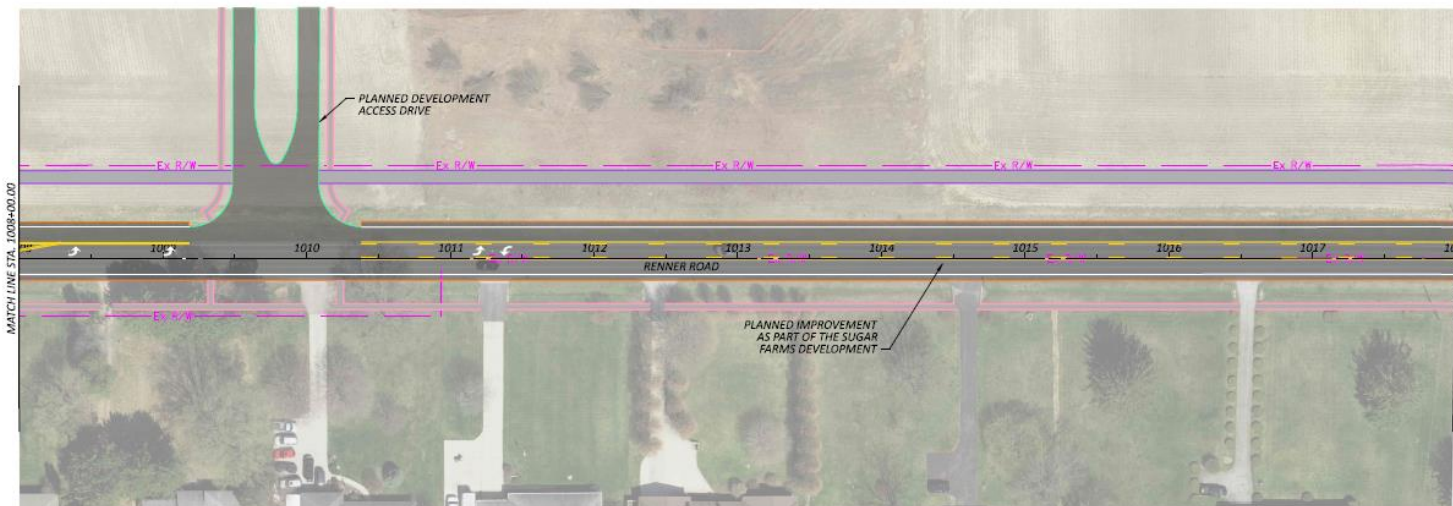 PLANNED DEVELOPMENT
ACCESS DRIVE
Ex R/W
Ex R/W
Ex R/W
Ex R/W
Ex R/W
MATCH LINE STA. 1008+00.00
1009
1010
1011
1012
1013
1014
1015
1016
1017
RENNER ROAD
Ex R/W
PLANNED IMPROVEMENT
AS PART OF THE SUGAR
FARMS DEVELOPMENT